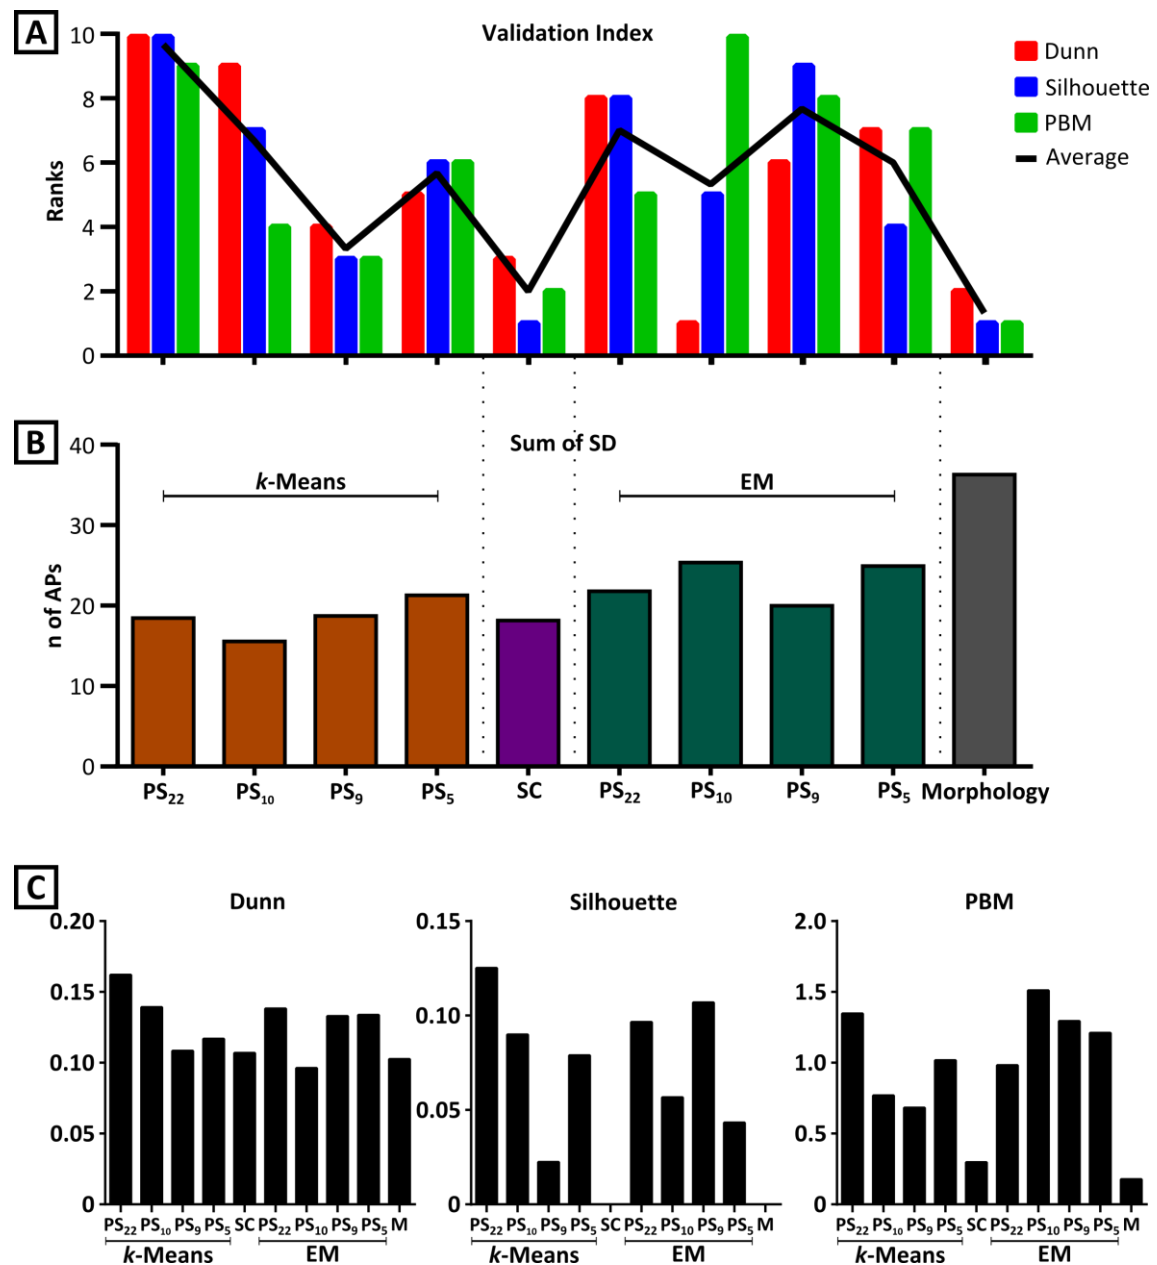 A
Validation Index
Dunn
Silhouette
PBM
Average
Ranks
10
8
6
4
2
0
B
Sum of SD
k-Means
EM
n of APs
40
30
20
10
0
PS₂₂ PS₁₀ PS₉ PS₅ SC PS₂₂ PS₁₀ PS₉ PS₅ Morphology
C
Dunn
0.20
0.15
0.10
0.05
0
PS₂₂ PS₁₀ PS₉ PS₅ SC PS₂₂ PS₁₀ PS₉ PS₅ M
k-Means EM
Silhouette
0.15
0.10
0.05
0
PS₂₂ PS₁₀ PS₉ PS₅ SC PS₂₂ PS₁₀ PS₉ PS₅ M
k-Means EM
PBM
2.0
1.5
1.0
0.5
0
PS₂₂ PS₁₀ PS₉ PS₅ SC PS₂₂ PS₁₀ PS₉ PS₅ M
k-Means EM